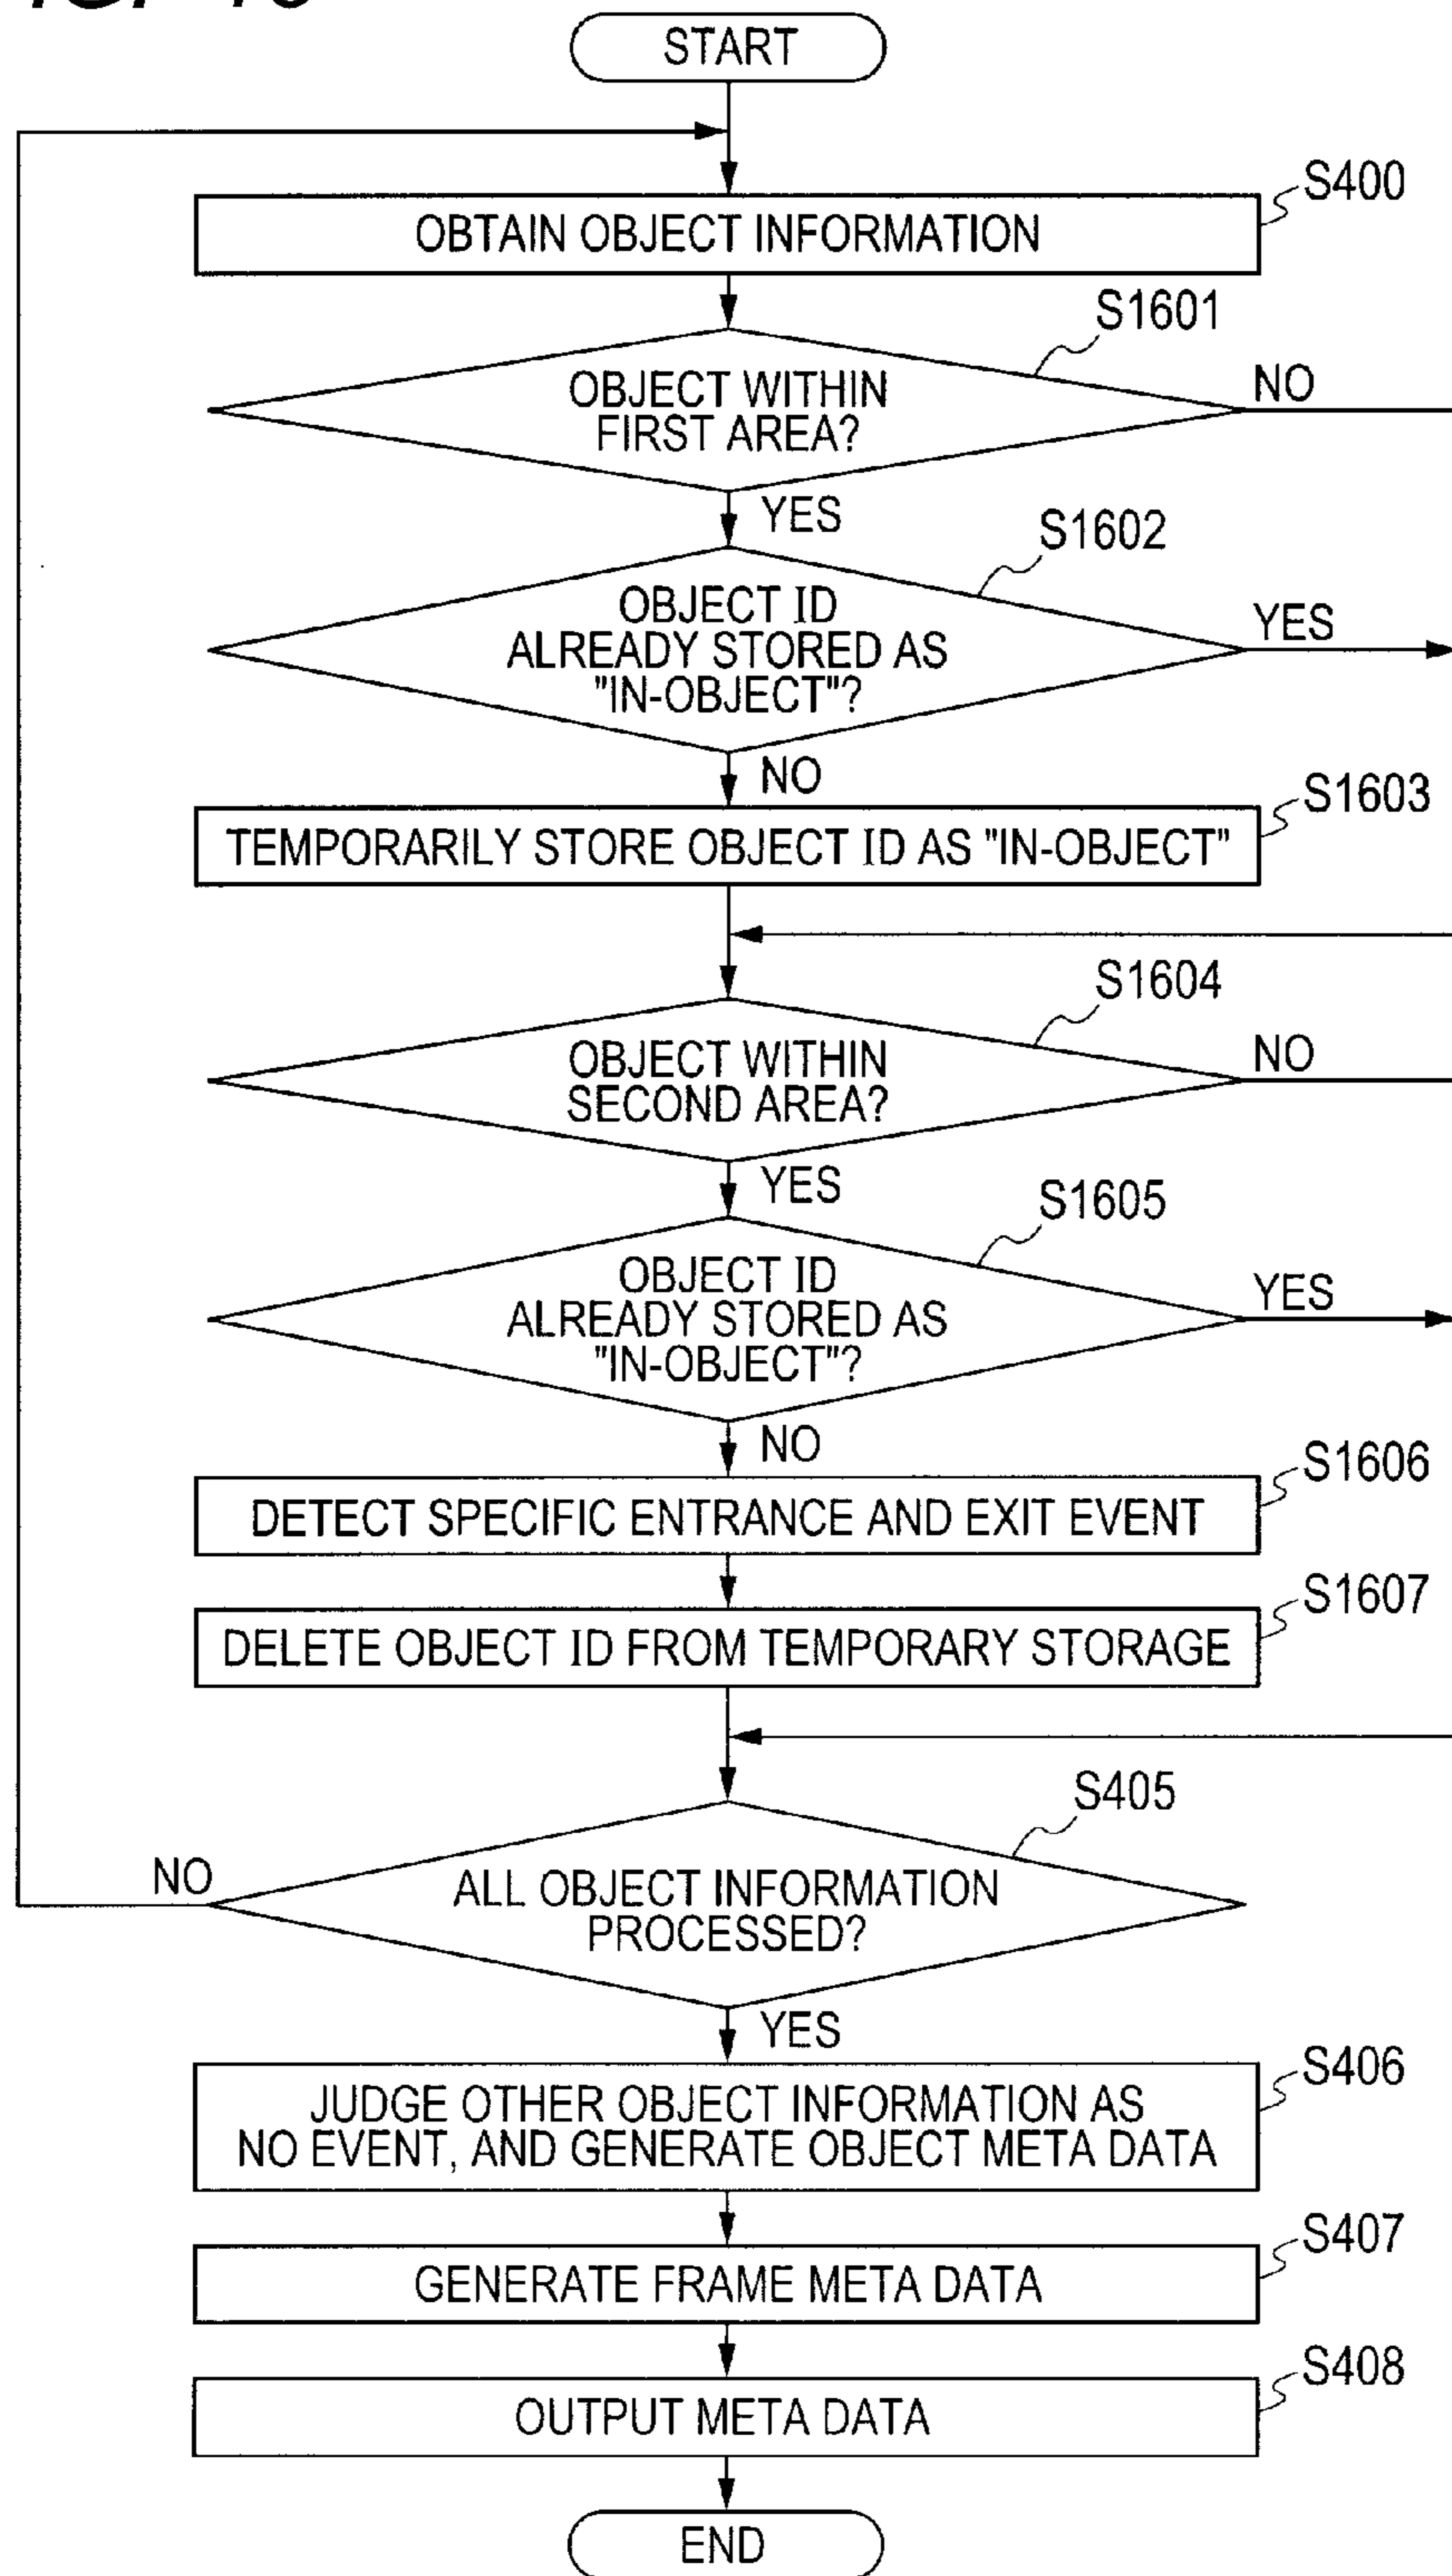 START
S400
OBTAIN OBJECT INFORMATION
S1601
OBJECT WITHIN
FIRST AREA?
NO
YES
S1602
OBJECT ID
ALREADY STORED AS
"IN-OBJECT"?
YES
NO
S1603
TEMPORARILY STORE OBJECT ID AS "IN-OBJECT"
S1604
OBJECT WITHIN
SECOND AREA?
NO
YES
S1605
OBJECT ID
ALREADY STORED AS
"IN-OBJECT"?
YES
NO
S1606
DETECT SPECIFIC ENTRANCE AND EXIT EVENT
S1607
DELETE OBJECT ID FROM TEMPORARY STORAGE
S405
ALL OBJECT INFORMATION
PROCESSED?
NO
YES
S406
JUDGE OTHER OBJECT INFORMATION AS
NO EVENT, AND GENERATE OBJECT META DATA
S407
GENERATE FRAME META DATA
S408
OUTPUT META DATA
END